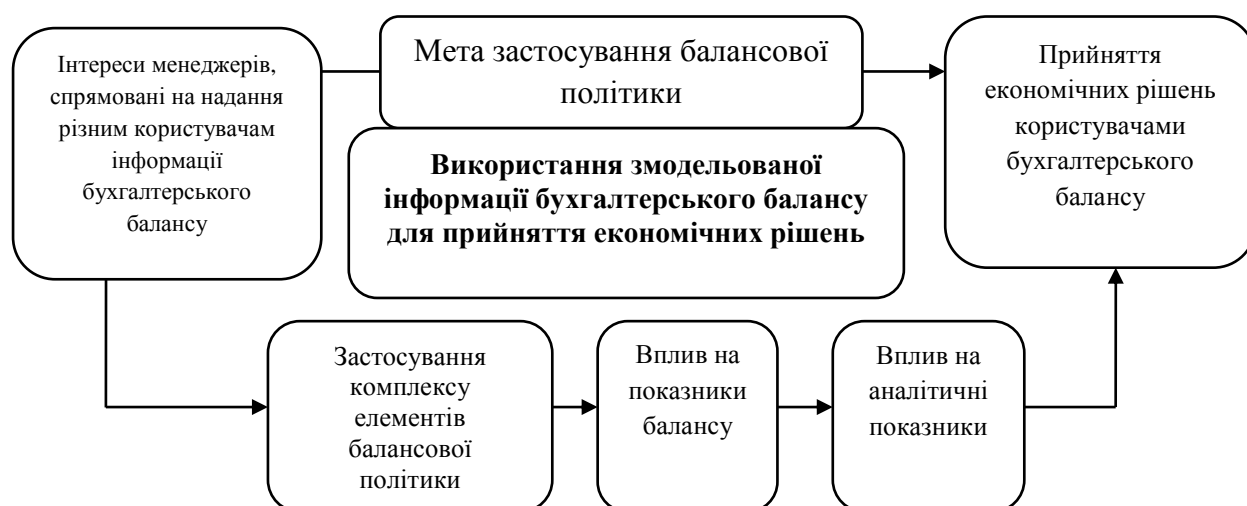 Інтереси менеджерів,
спрямовані на надання
різним користувачам
інформації
бухгалтерського
балансу
Мета застосування балансової
політики
Використання змодельованої
інформації бухгалтерського балансу
для прийняття економічних рішень
Прийняття
економічних рішень
користувачами
бухгалтерського
балансу
Застосування
комплексу
елементів
балансової
політики
Вплив на
показники
балансу
Вплив на
аналітичні
показники